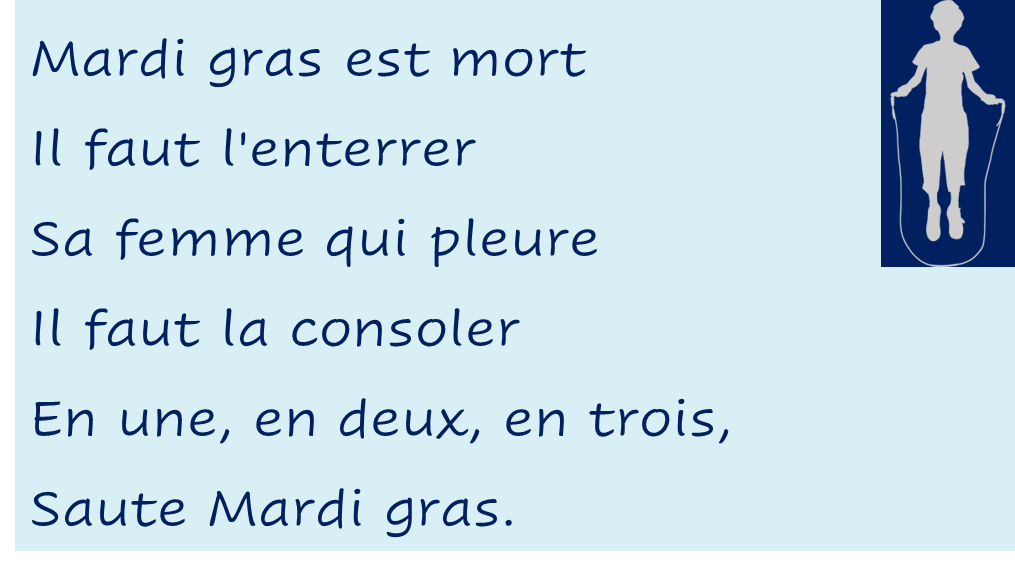 Mardi gras est mort
Il faut l'enterrer
Sa femme qui pleure
Il faut la consoler
En une, en deux, en trois,
Saute Mardi gras.